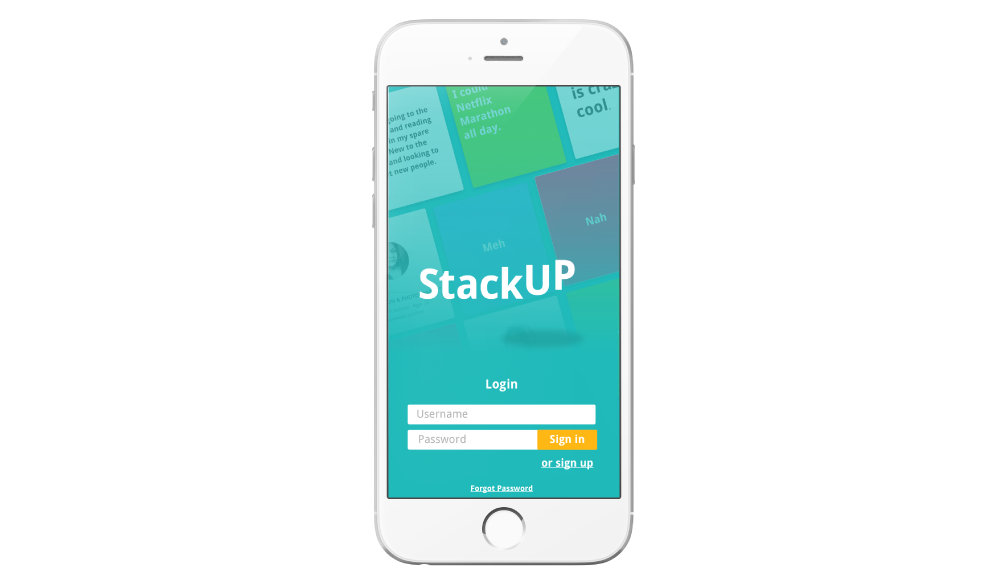 I could
Netflix
Marathon
all day.
is cra
cool.
going to the
and reading
in my spare
New to the
and looking to
t new people.
Meh
Nah
StackUP
Login
Username
Password
Sign in
or sign up
Forgot Password